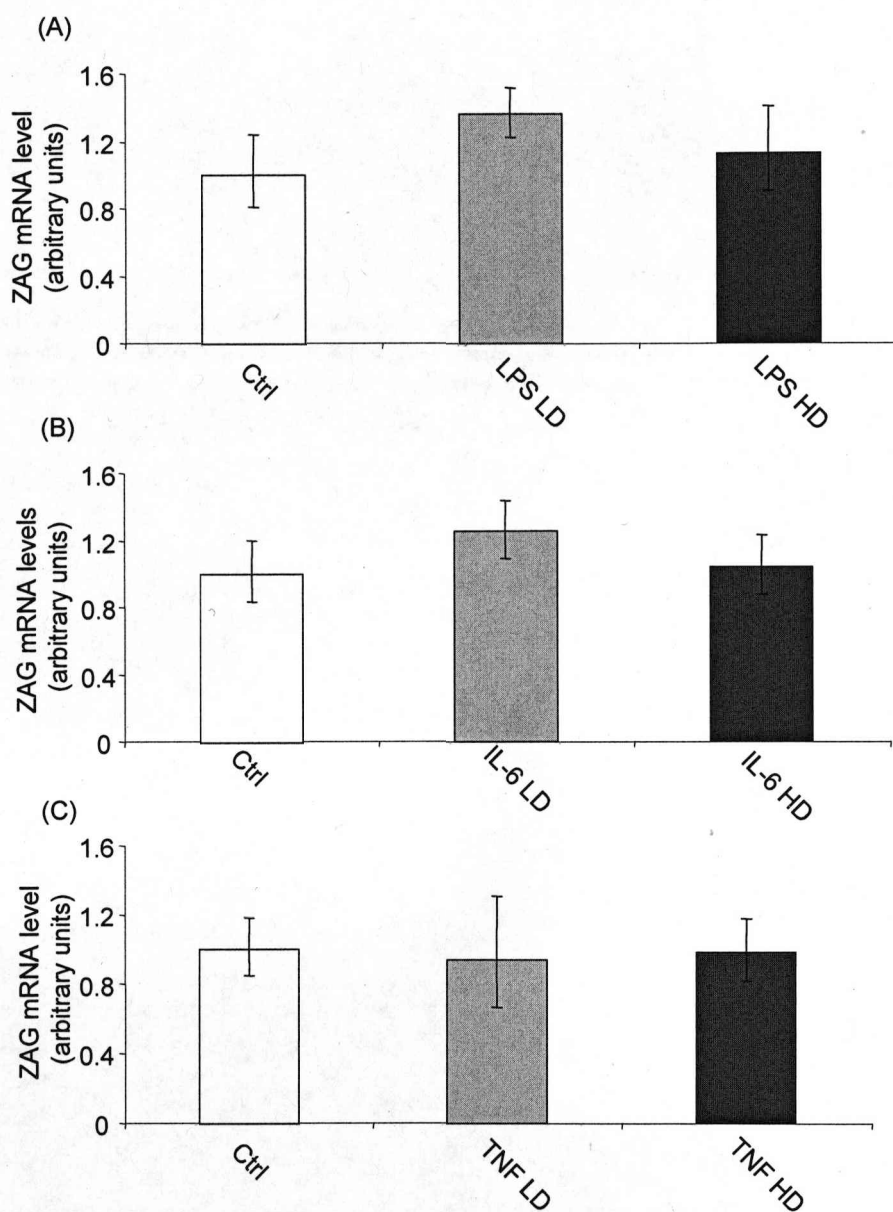 (A)
ZAG mRNA level
(arbitrary units)
1.6
1.2
0.8
0.4
0
Ctrl
LPS LD
LPS HD
(B)
ZAG mRNA levels
(arbitrary units)
1.6
1.2
0.8
0.4
0
Ctrl
IL-6 LD
IL-6 HD
(C)
ZAG mRNA level
(arbitrary units)
1.6
1.2
0.8
0.4
0
Ctrl
TNF LD
TNF HD